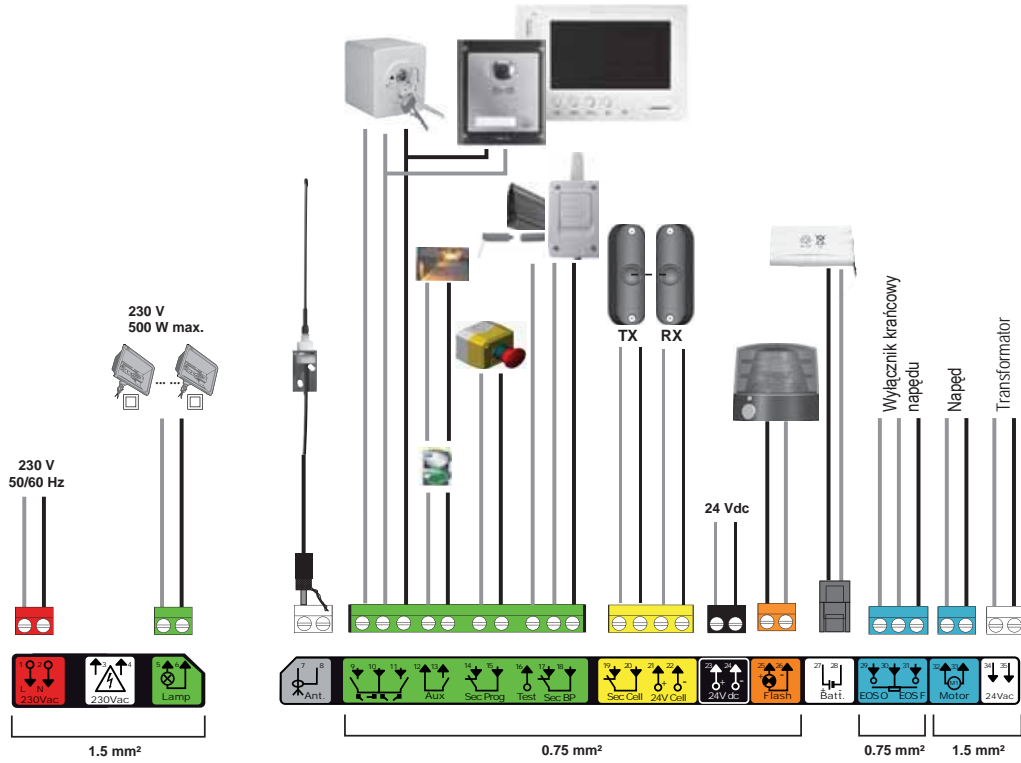 230 V
500 W max.
230 V
50/60 Hz
TX
RX
24 Vdc
Wyłącznik krańcowy
napędu
Napęd
Transformator
1 2
L N
230Vac
3 4
230Vac
5 6
Lamp
7 8
Ant.
9 10 11
12 13
Aux
14 15
Sec Prog
16
Test
17 18
Sec BP
19 20
Sec Cell
21 22
+ -
24V Cell
23 24
+ -
24V dc
25 26
+ -
Flash
27 28
Batt.
29 30 31
EOS O EOS F
32 33
M1
Motor
34 35
24Vac
1.5 mm²
0.75 mm²
0.75 mm²
1.5 mm²